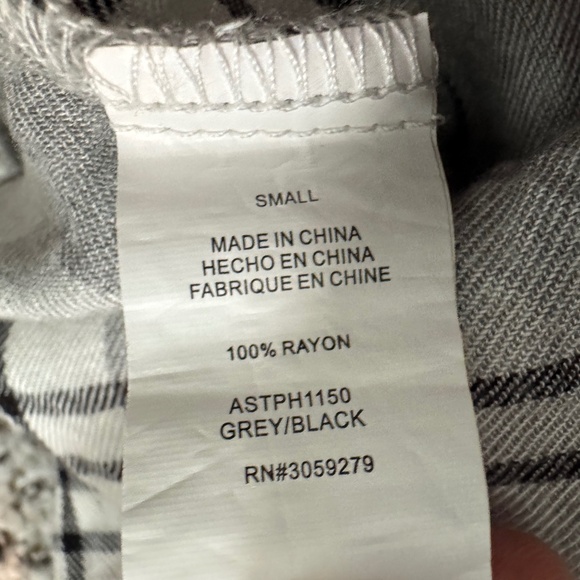 SMALL
MADE IN CHINA
HECHO EN CHINA
FABRIQUE EN CHINE
100% RAYON
ASTPH1150
GREY/BLACK
RN#3059279